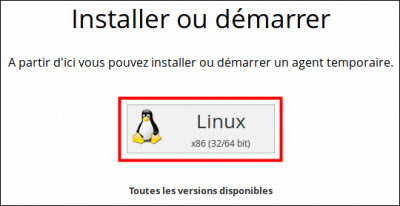 Installer ou démarrer
A partir d'ici vous pouvez installer ou démarrer un agent temporaire.
Linux
x86 (32/64 bit)
Toutes les versions disponibles